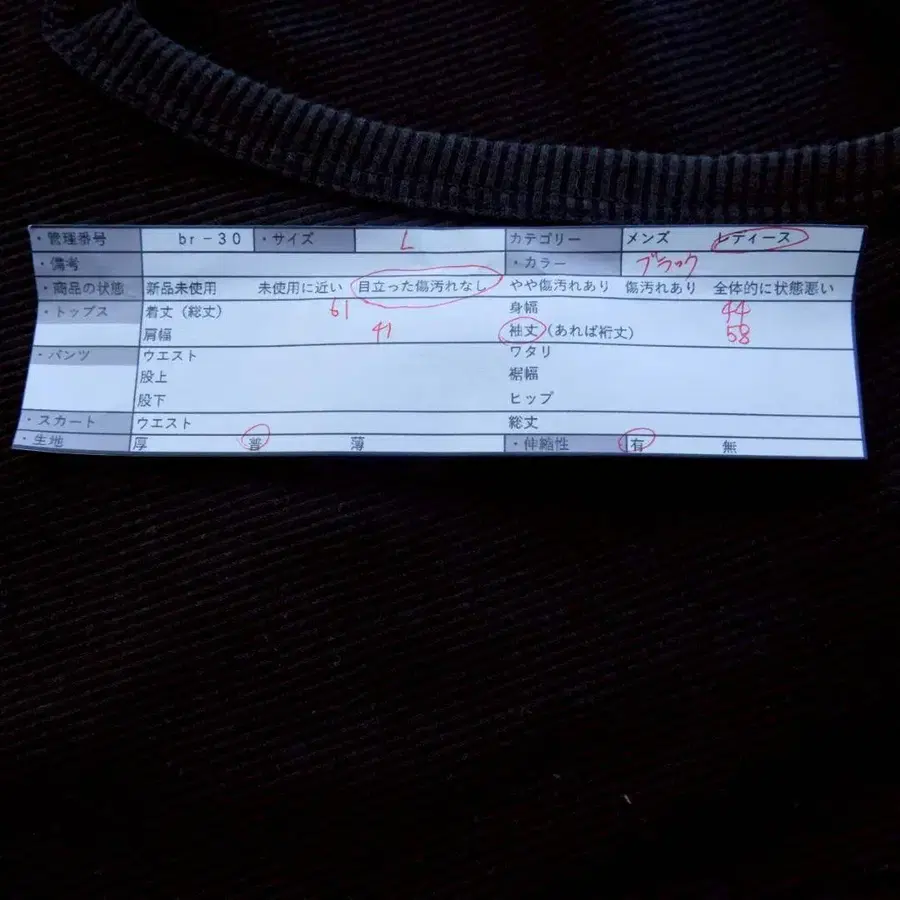 ・管理番号 br-30 ・サイズ L カテゴリー メンズ レディース
・備考 ・カラー ブラック
・商品の状態 新品未使用 未使用に近い 目立った傷汚れなし やや傷汚れあり 傷汚れあり 全体的に状態悪い
・トップス 着丈（総丈） 61 身幅 44
肩幅 41 袖丈(あれば裄丈) 58
・パンツ ウエスト ワタリ
股上 裾幅
股下 ヒップ
・スカート ウエスト 総丈
・生地 厚 普 薄 ・伸縮性 有 無